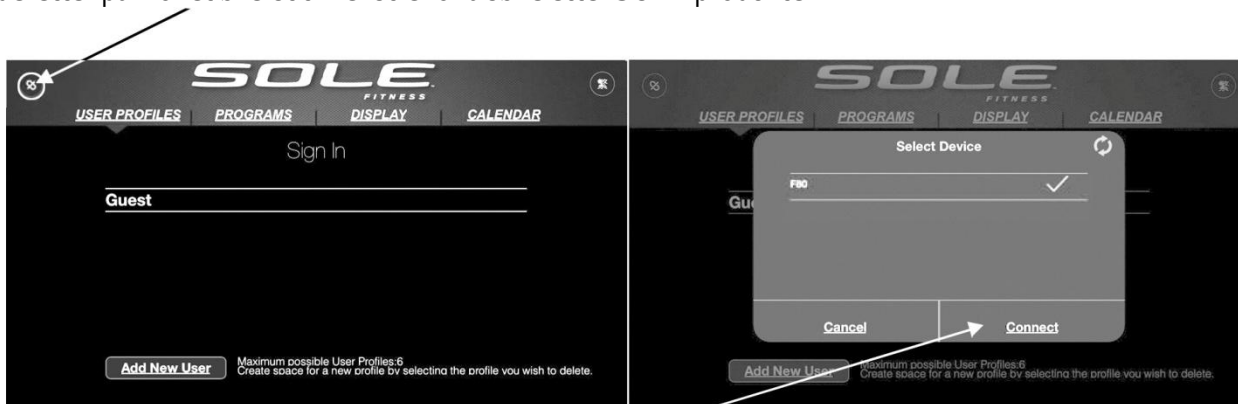 SOLE
FITNESS
USER PROFILES PROGRAMS DISPLAY CALENDAR
Sign In
Guest
Add New User
Maximum possible User Profiles:6
Create space for a new profile by selecting the profile you wish to delete.
SOLE
FITNESS
USER PROFILES PROGRAMS DISPLAY CALENDAR
Select Device
F80
Gue
Cancel Connect
Add New User
Maximum possible User Profiles:6
Create space for a new profile by selecting the profile you wish to delete.